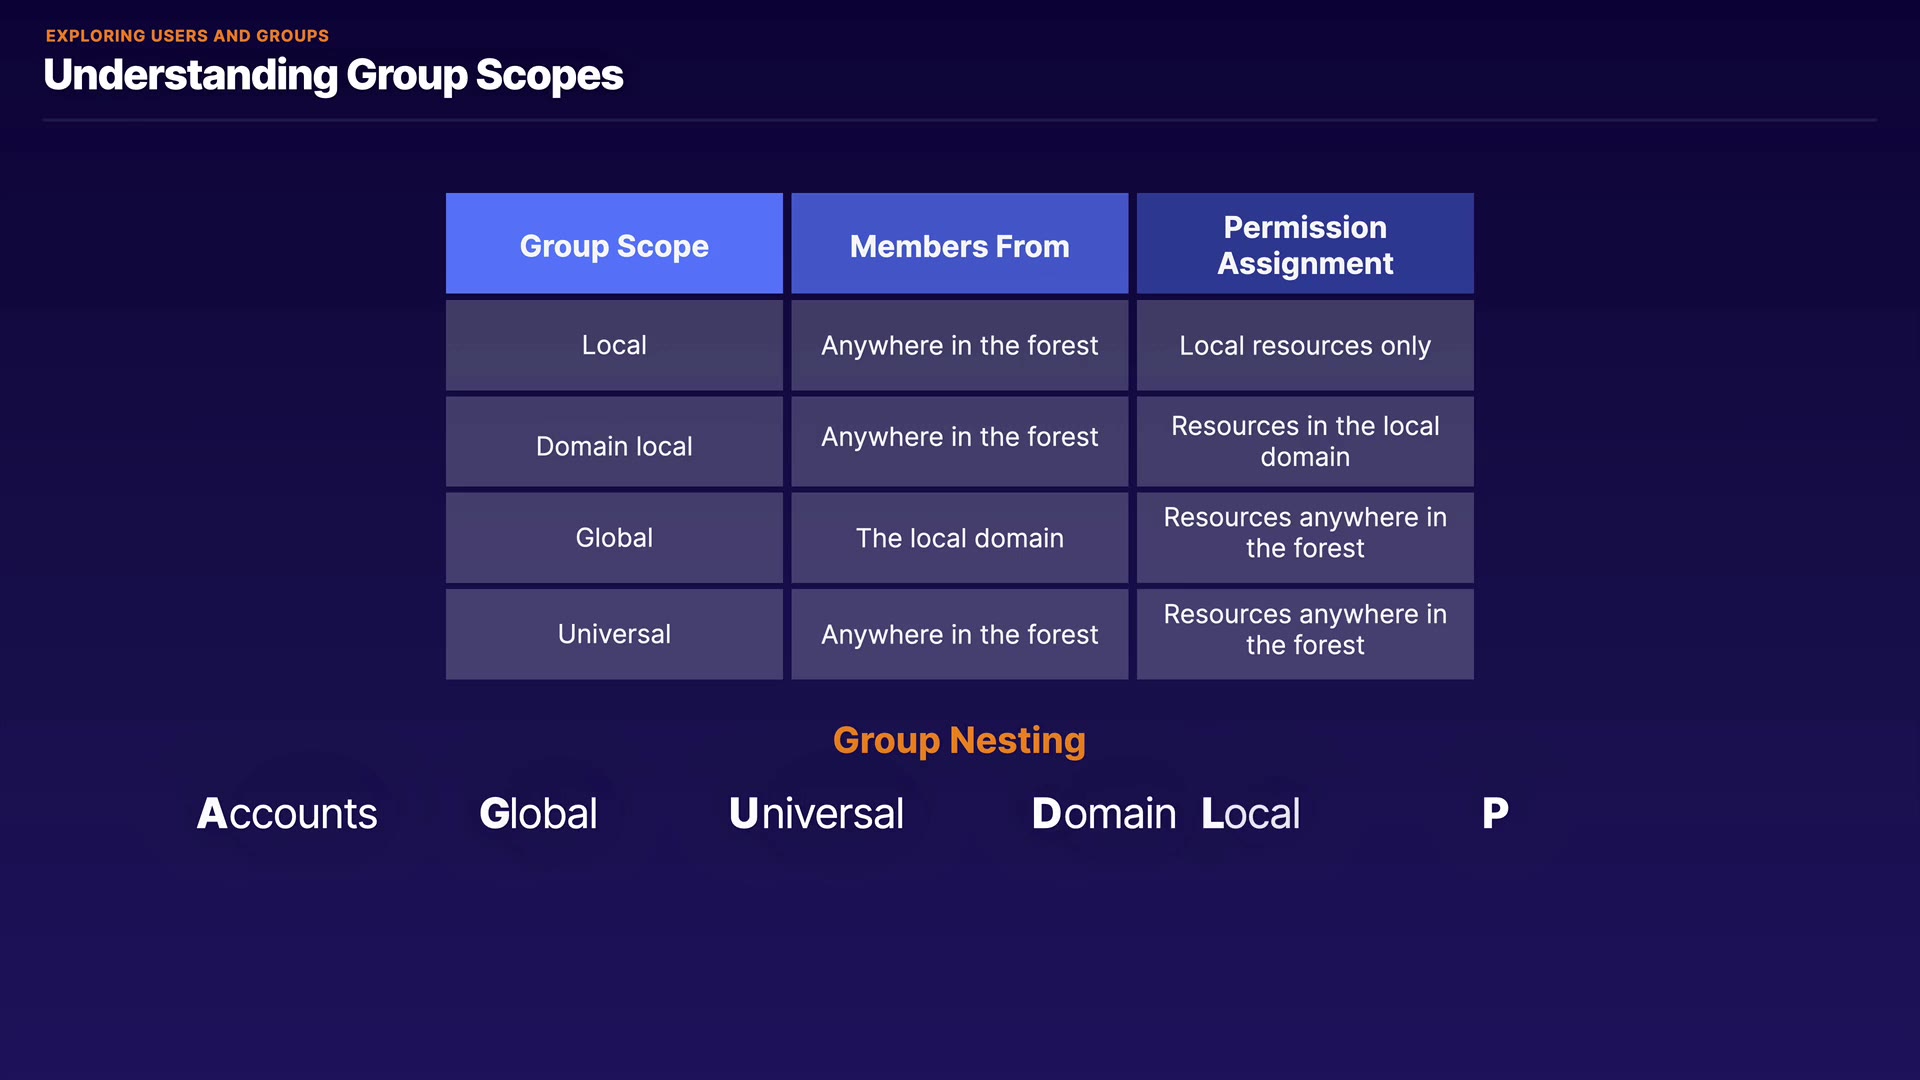 EXPLORING USERS AND GROUPS
Understanding Group Scopes
Group Scope
Members From
Permission
Assignment
Local
Anywhere in the forest
Local resources only
Domain local
Anywhere in the forest
Resources in the local
domain
Global
The local domain
Resources anywhere in
the forest
Universal
Anywhere in the forest
Resources anywhere in
the forest
Group Nesting
Accounts Global Universal Domain Local P